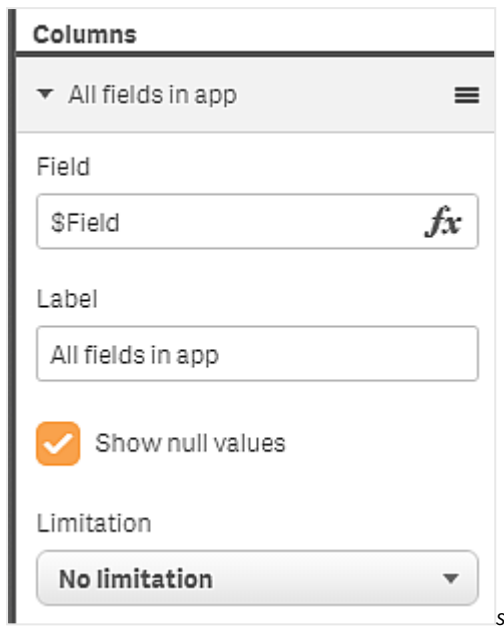 Columns
All fields in app
Field
$Field fx
Label
All fields in app
Show null values
Limitation
No limitation
s